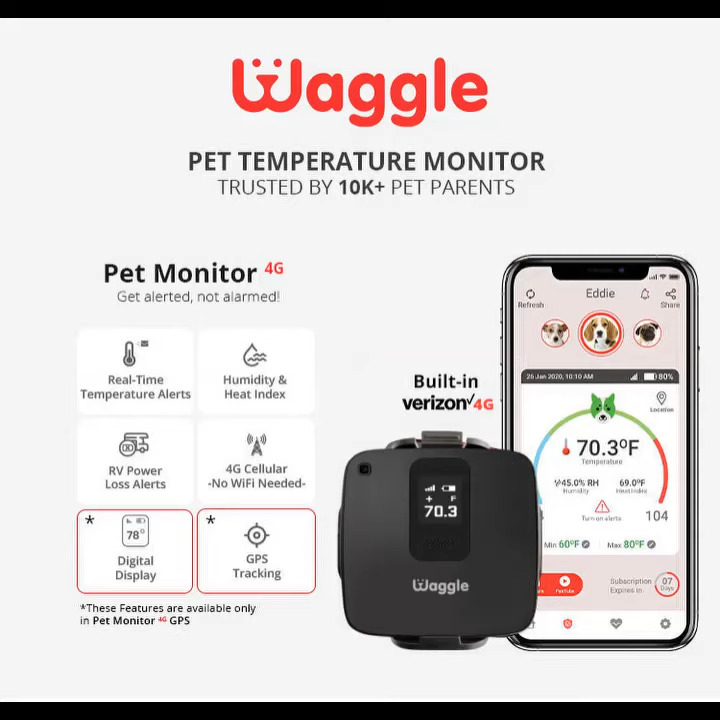 Waggle
PET TEMPERATURE MONITOR
TRUSTED BY 10K+ PET PARENTS
Pet Monitor 4G
Get alerted, not alarmed!
Real-Time
Temperature Alerts
Humidity &
Heat Index
RV Power
Loss Alerts
4G Cellular
-No WiFi Needed-
*
78°
Digital
Display
*
GPS
Tracking
*These Features are available only
in Pet Monitor 4G GPS
Built-in
verizon✓4G
F
70.3
Waggle
Eddie
Refresh
Share
26 Jan 2020, 10:10 AM
80%
Location
70.3°F
Temperature
45.0% RH
Humidity
69.0°F
HeatIndex
Turn on alerts
104
Min 60°F
Max 80°F
PetTube
Subscription
Expires in
07
Days